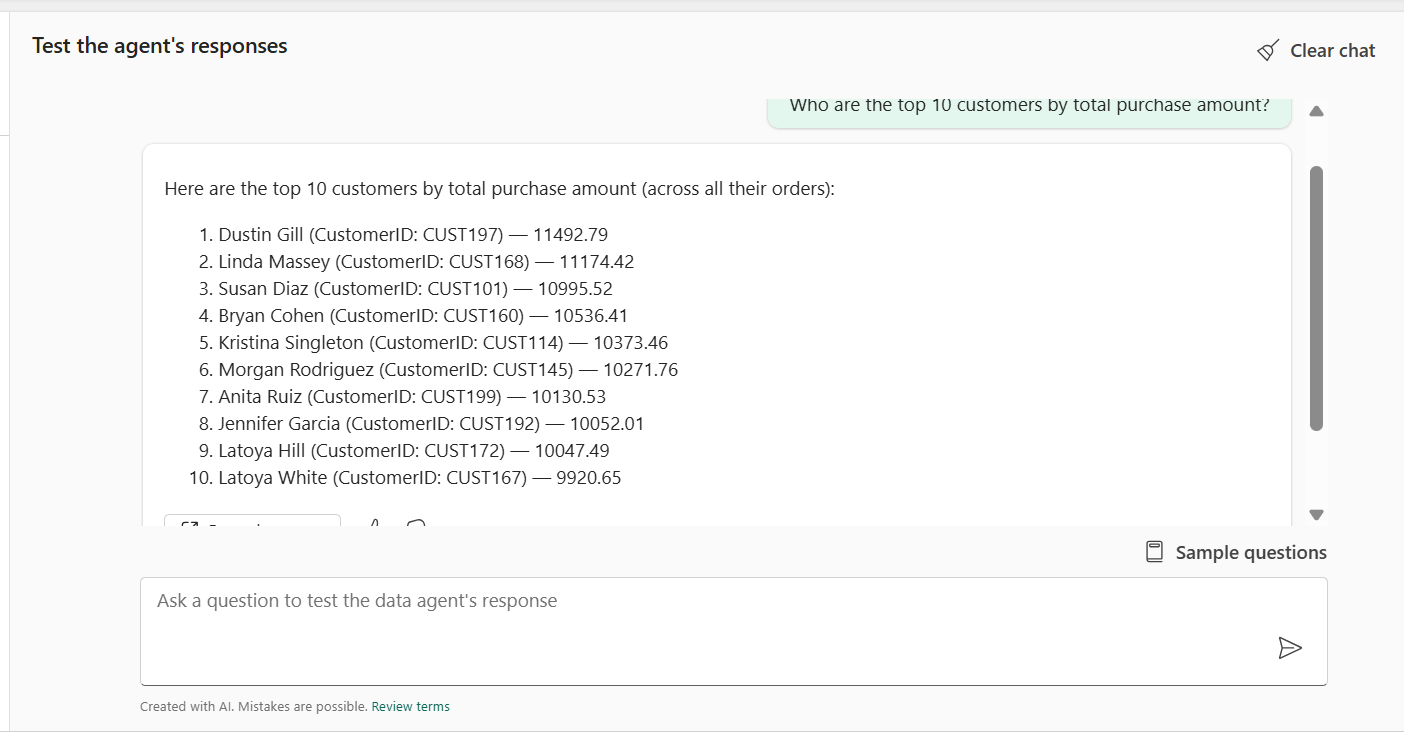 Test the agent's responses
Clear chat
Who are the top 10 customers by total purchase amount?
Here are the top 10 customers by total purchase amount (across all their orders):
1. Dustin Gill (CustomerID: CUST197) — 11492.79
2. Linda Massey (CustomerID: CUST168) — 11174.42
3. Susan Diaz (CustomerID: CUST101) — 10995.52
4. Bryan Cohen (CustomerID: CUST160) — 10536.41
5. Kristina Singleton (CustomerID: CUST114) — 10373.46
6. Morgan Rodriguez (CustomerID: CUST145) — 10271.76
7. Anita Ruiz (CustomerID: CUST199) — 10130.53
8. Jennifer Garcia (CustomerID: CUST192) — 10052.01
9. Latoya Hill (CustomerID: CUST172) — 10047.49
10. Latoya White (CustomerID: CUST167) — 9920.65
Sample questions
Ask a question to test the data agent's response
Created with AI. Mistakes are possible. Review terms